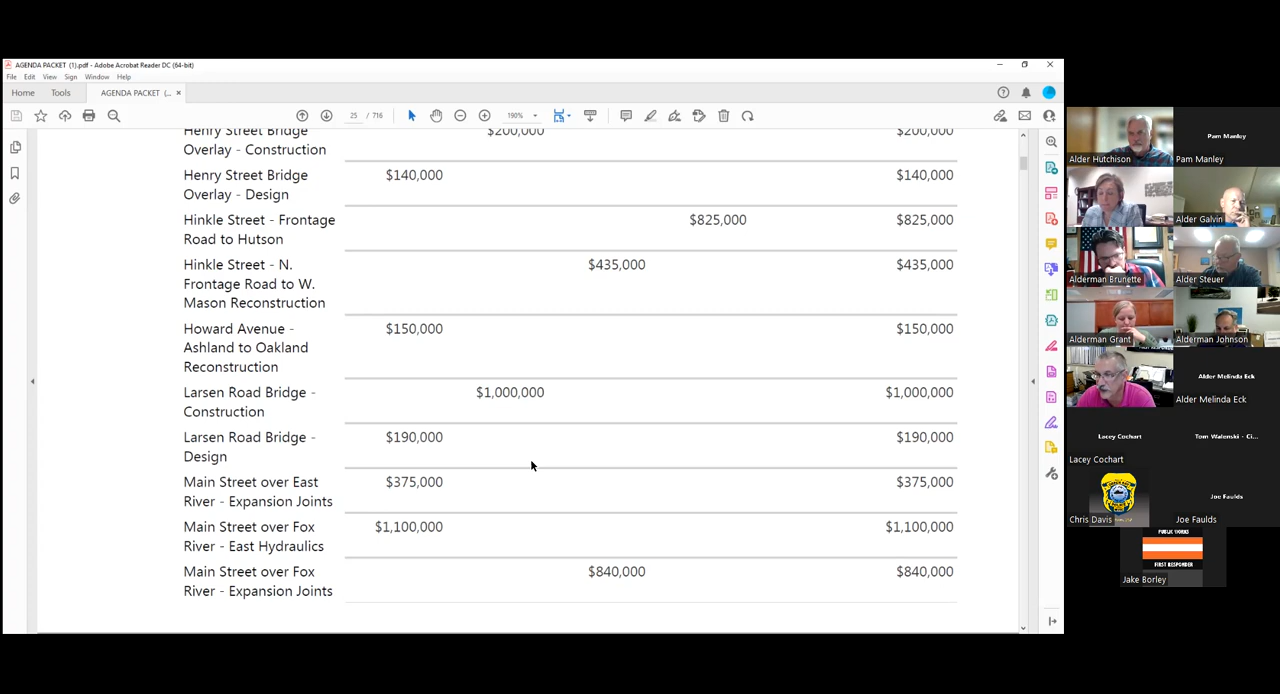 AGENDA PACKET (1).pdf - Adobe Acrobat Reader DC (64-bit)
File Edit View Sign Window Help
Home Tools AGENDA PACKET (... ×
25 / 716 190%
Henry Street Bridge $200,000 $200,000
Overlay - Construction
Henry Street Bridge $140,000 $140,000
Overlay - Design
Hinkle Street - Frontage $825,000 $825,000
Road to Hutson
Hinkle Street - N. $435,000 $435,000
Frontage Road to W.
Mason Reconstruction
Howard Avenue - $150,000 $150,000
Ashland to Oakland
Reconstruction
Larsen Road Bridge - $1,000,000 $1,000,000
Construction
Larsen Road Bridge - $190,000 $190,000
Design
Main Street over East $375,000 $375,000
River - Expansion Joints
Main Street over Fox $1,100,000 $1,100,000
River - East Hydraulics
Main Street over Fox $840,000 $840,000
River - Expansion Joints
Pam Manley
Alder Hutchison Pam Manley
Alder Galvin
Alderman Brunette Alder Steuer
Alderman Grant Alderman Johnson
Alder Melinda Eck
Alder Melinda Eck
Lacey Cochart Tom Walenski - Ci...
Lacey Cochart
Joe Faulds
Chris Davis Joe Faulds
PUBLIC WORKS
FIRST RESPONDER
Jake Borley